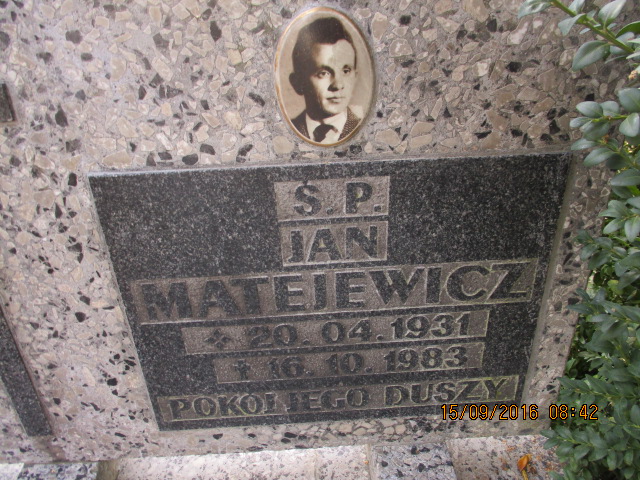 Ś.P.
JAN
MATEJEWICZ
20.04.1931
† 16.10.1983
POKÓJ JEGO DUSZY
15/09/2016 08:42